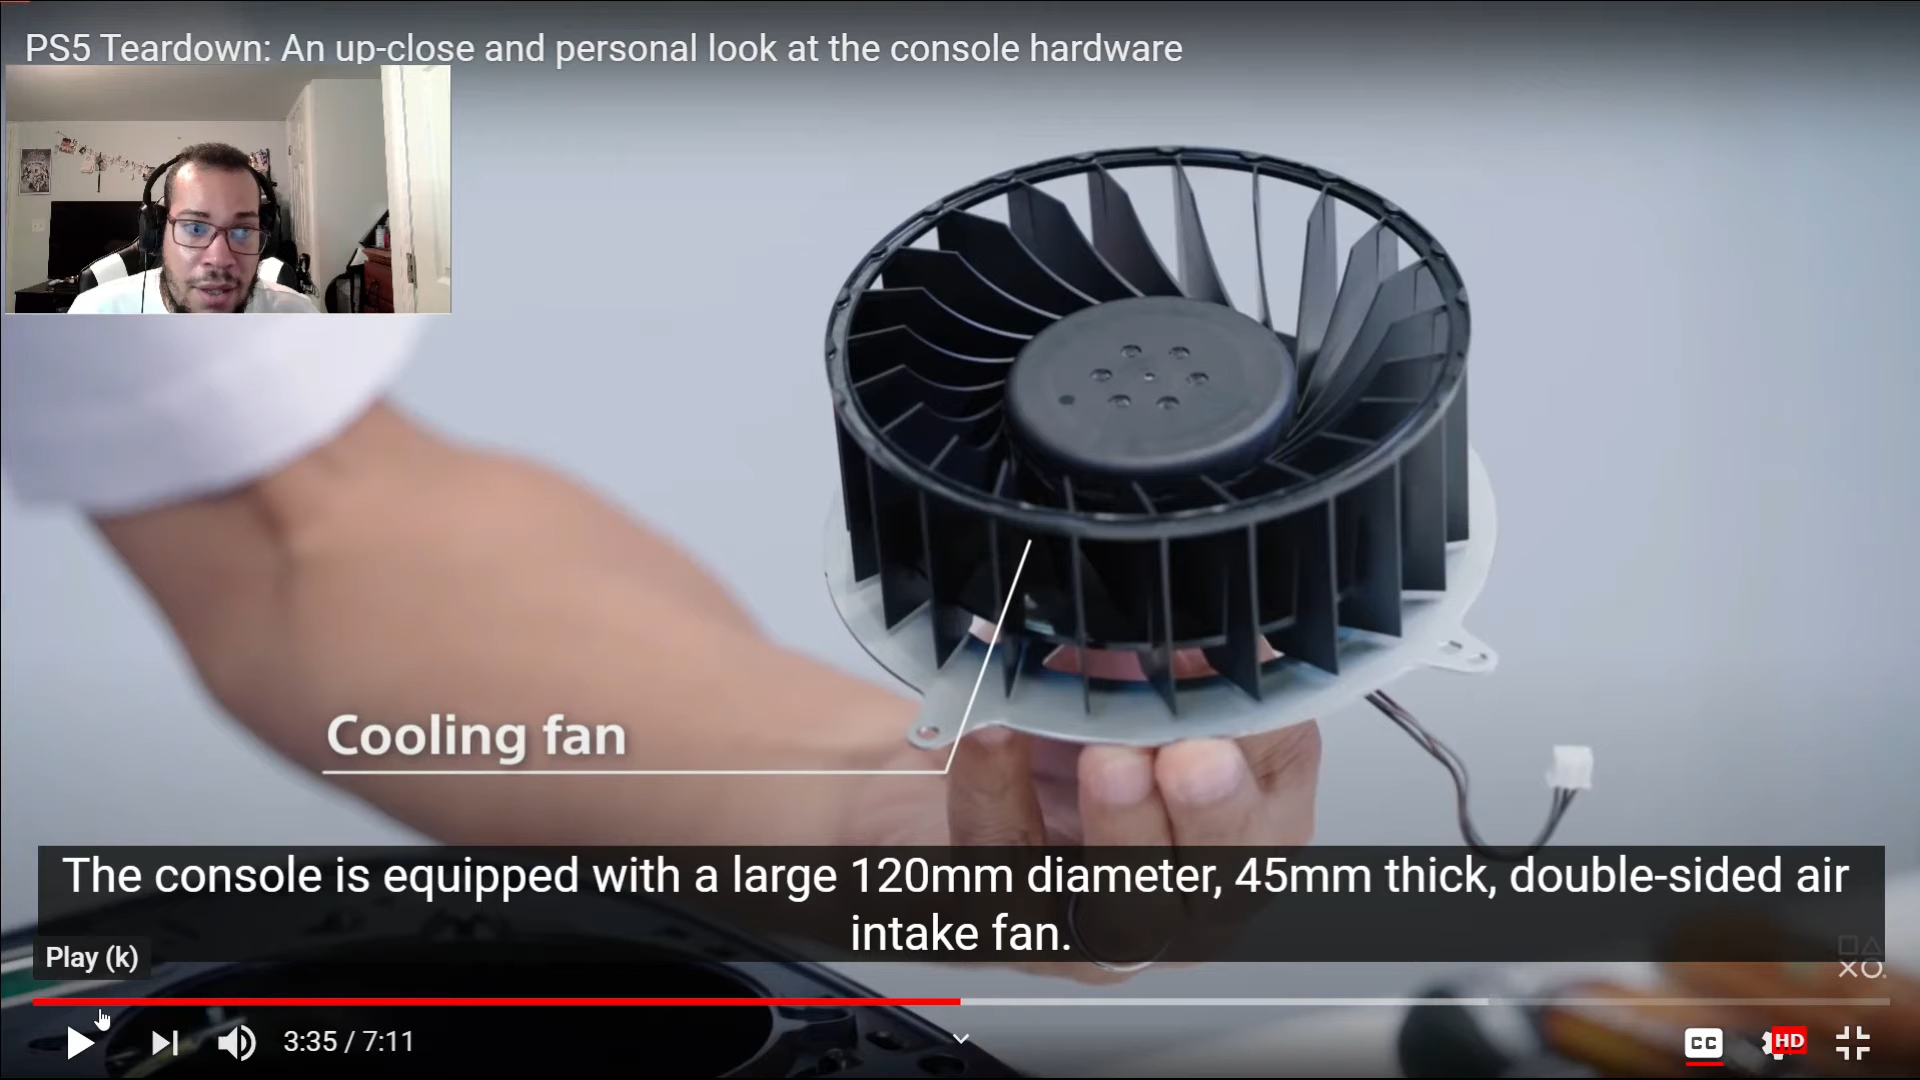 PS5 Teardown: An up-close and personal look at the console hardware
Cooling fan
The console is equipped with a large 120mm diameter, 45mm thick, double-sided air
intake fan.
Play (k)
3:35 / 7:11
CC
HD